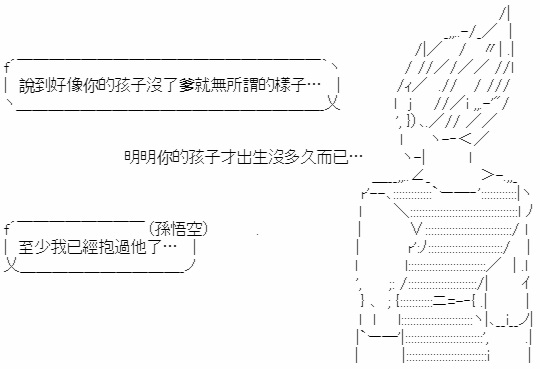 說到好像你的孩子沒了爹就無所謂的樣子…
明明你的孩子才出生沒多久而已…
(孫悟空)
至少我已經抱過他了…